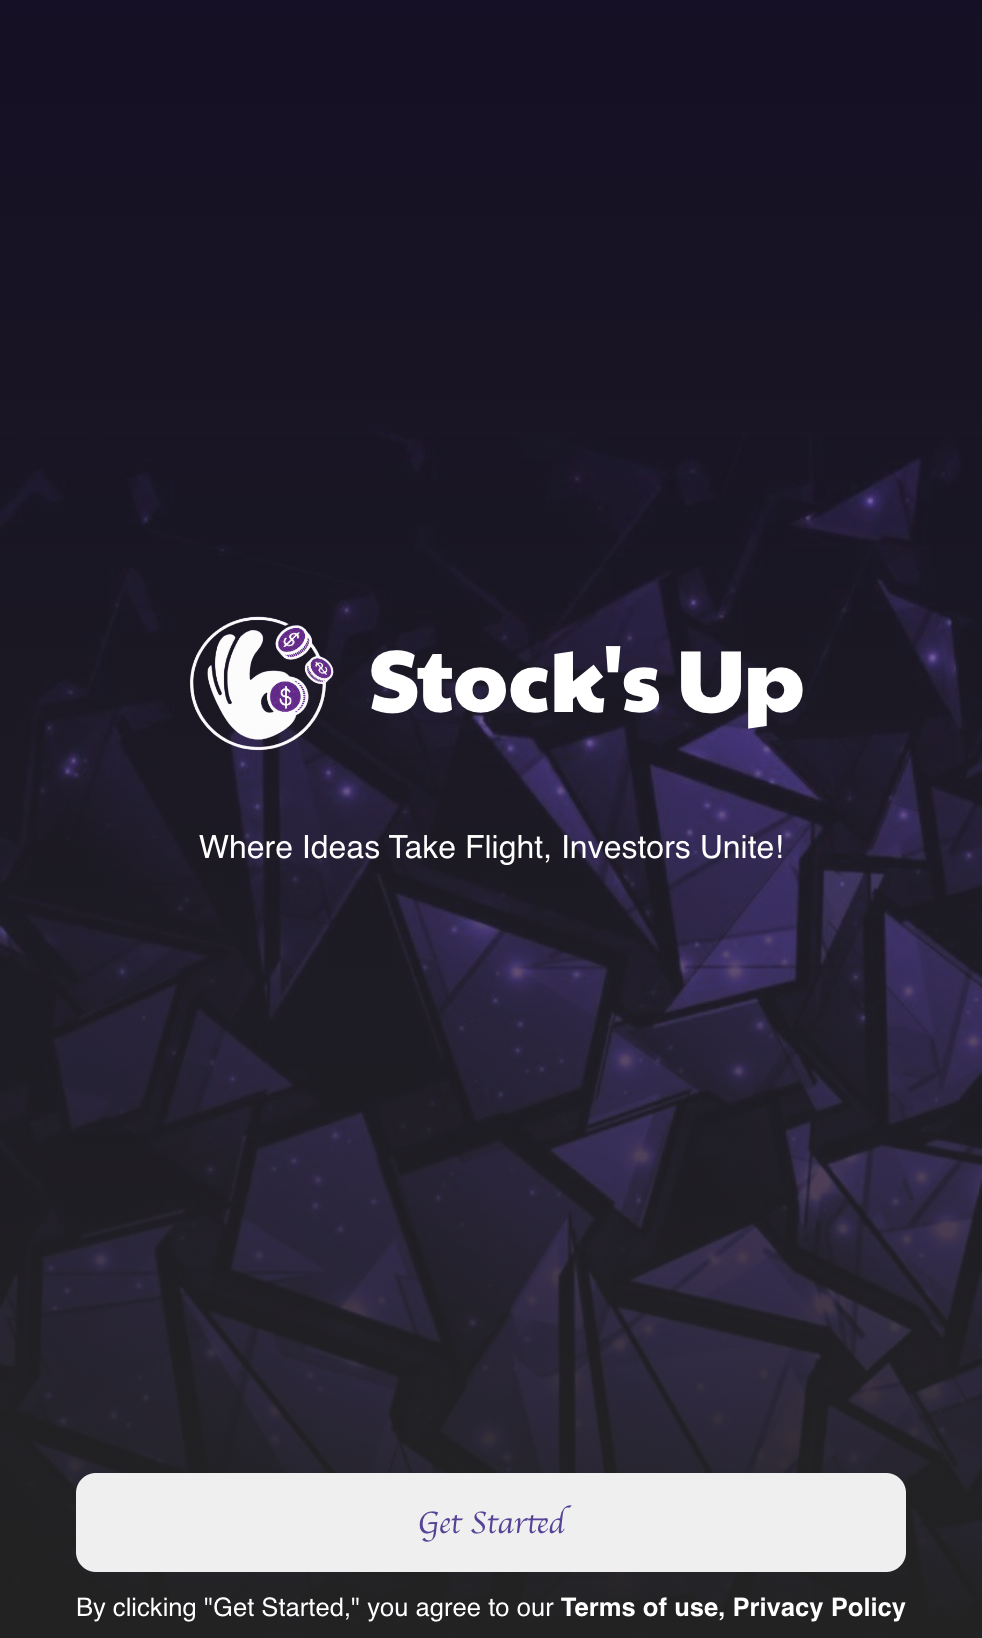 Stock's Up
Where Ideas Take Flight, Investors Unite!
Get Started
By clicking "Get Started," you agree to our Terms of use, Privacy Policy